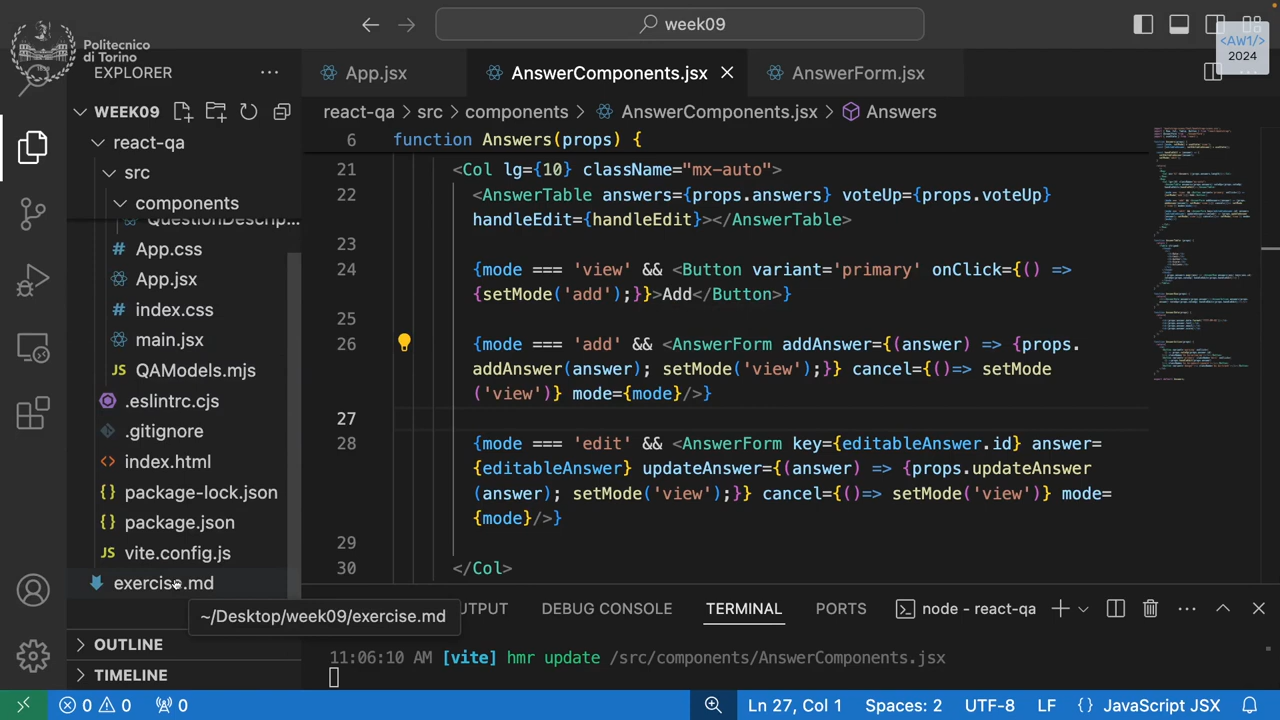 week09
<AW1/>
2024
Politecnico
di Torino
EXPLORER
App.jsx
AnswerComponents.jsx
AnswerForm.jsx
WEEK09
react-qa > src > components > AnswerComponents.jsx > Answers
react-qa
src
components
App.css
App.jsx
index.css
main.jsx
JS QAModels.mjs
.eslintrc.cjs
.gitignore
index.html
package-lock.json
package.json
JS vite.config.js
exercise.md
~/Desktop/week09/exercise.md
OUTLINE
TIMELINE
6 function Answers(props) {
21 <Col lg={10} className="mx-auto">
22 <AnswerTable answers={props.answers} voteUp={props.voteUp}
handleEdit={handleEdit}></AnswerTable>
23
24 {mode === 'view' && <Button variant='primary' onClick={() =>
{setMode('add');}}>Add</Button>}
25
26 {mode === 'add' && <AnswerForm addAnswer={(answer) => {props.
addAnswer(answer); setMode('view');}} cancel={()=> setMode
('view')} mode={mode}/>}
27
28 {mode === 'edit' && <AnswerForm key={editableAnswer.id} answer=
{editableAnswer} updateAnswer={(answer) => {props.updateAnswer
(answer); setMode('view');}} cancel={()=> setMode('view')} mode=
{mode}/>}
29
30 </Col>
UTPUT
DEBUG CONSOLE
TERMINAL
PORTS
node - react-qa
11:06:10 AM [vite] hmr update /src/components/AnswerComponents.jsx
0 0 0
Ln 27, Col 1
Spaces: 2
UTF-8
LF
{} JavaScript JSX